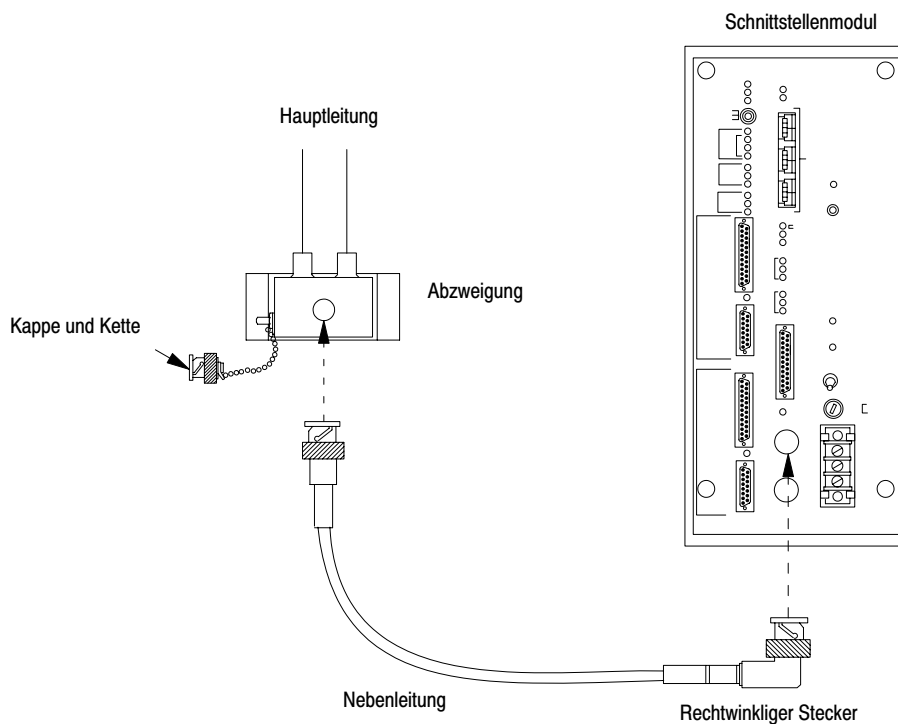 Schnittstellenmodul
Hauptleitung
Abzweigung
Kappe und Kette
Nebenleitung
Rechtwinkliger Stecker